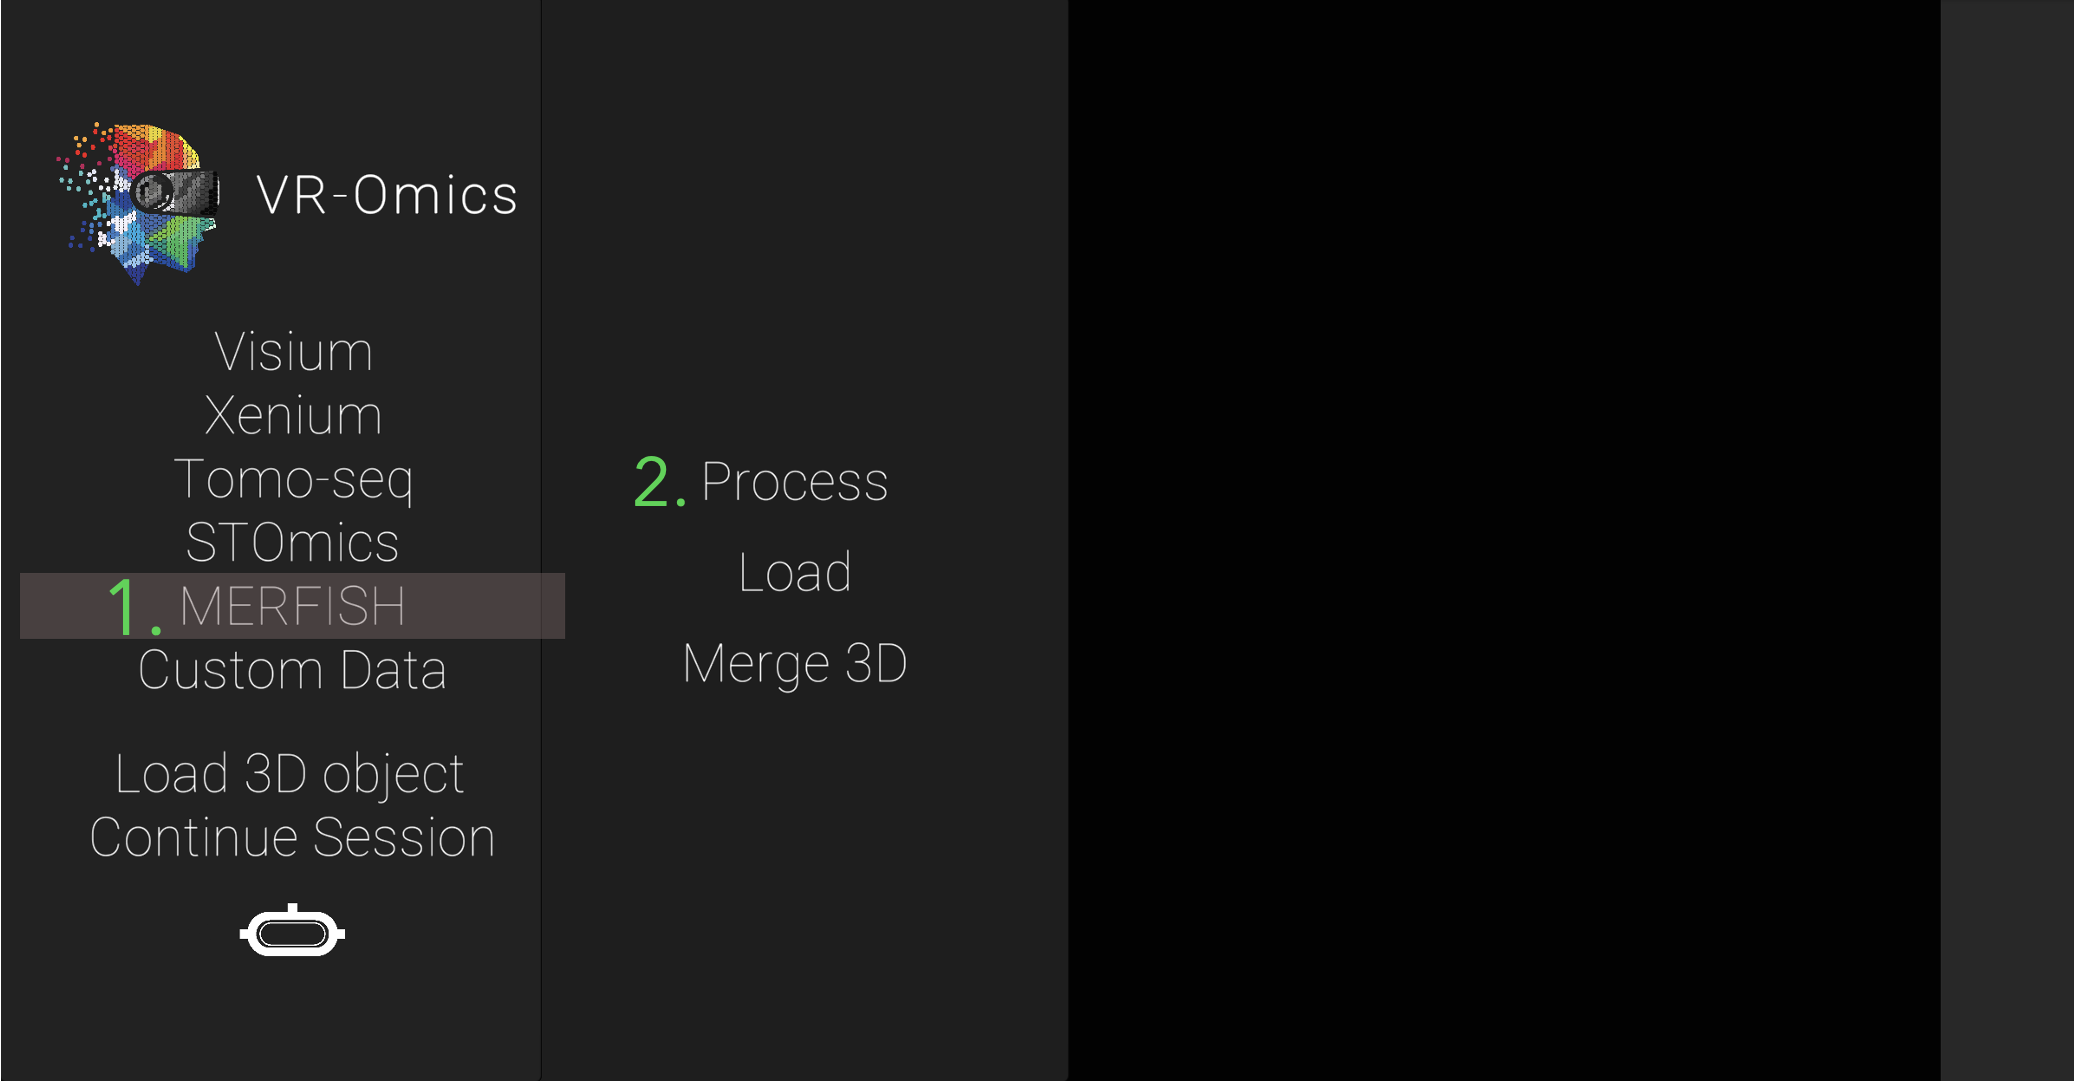 VR-Omics
Visium
Xenium
Tomo-seq
STOmics
1. MERFISH
Custom Data
Load 3D object
Continue Session
2. Process
Load
Merge 3D